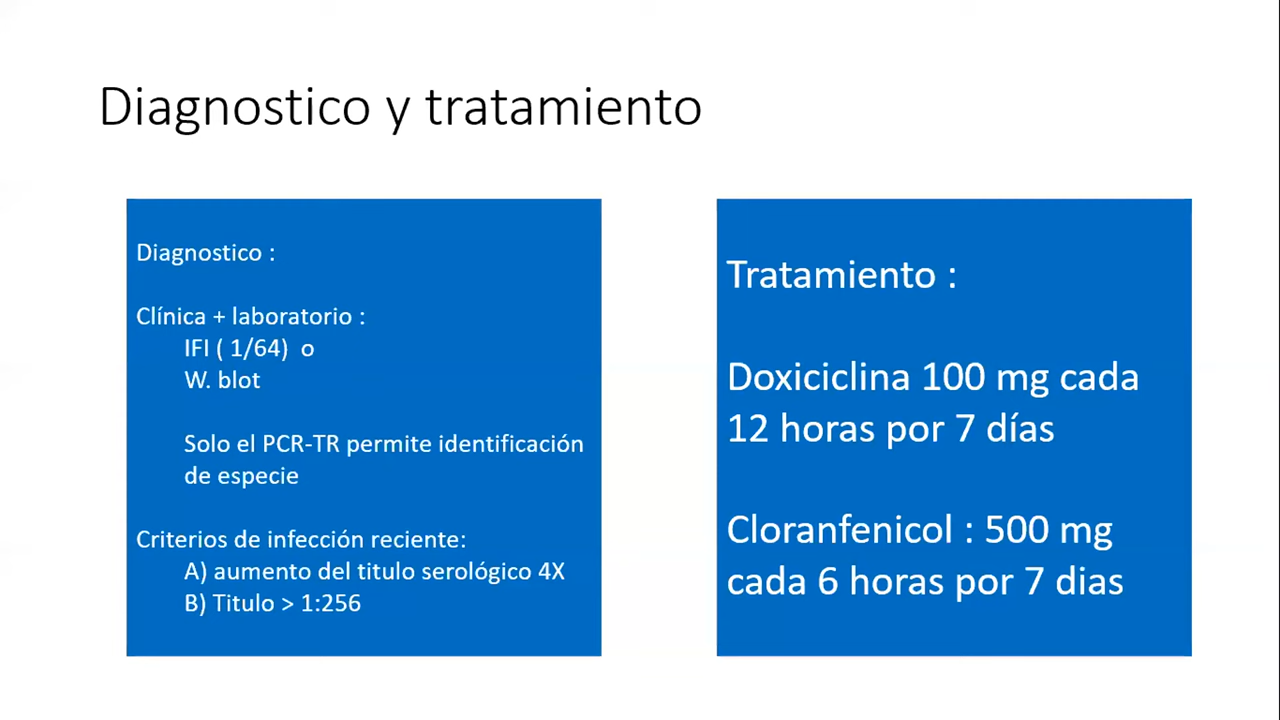 Diagnostico y tratamiento
Diagnostico :
Clínica + laboratorio :
IFI ( 1/64)  o
W. blot
Solo el PCR-TR permite identificación
de especie
Criterios de infección reciente:
A) aumento del titulo serológico 4X
B) Titulo > 1:256
Tratamiento :
Doxiciclina 100 mg cada
12 horas por 7 días
Cloranfenicol : 500 mg
cada 6 horas por 7 dias